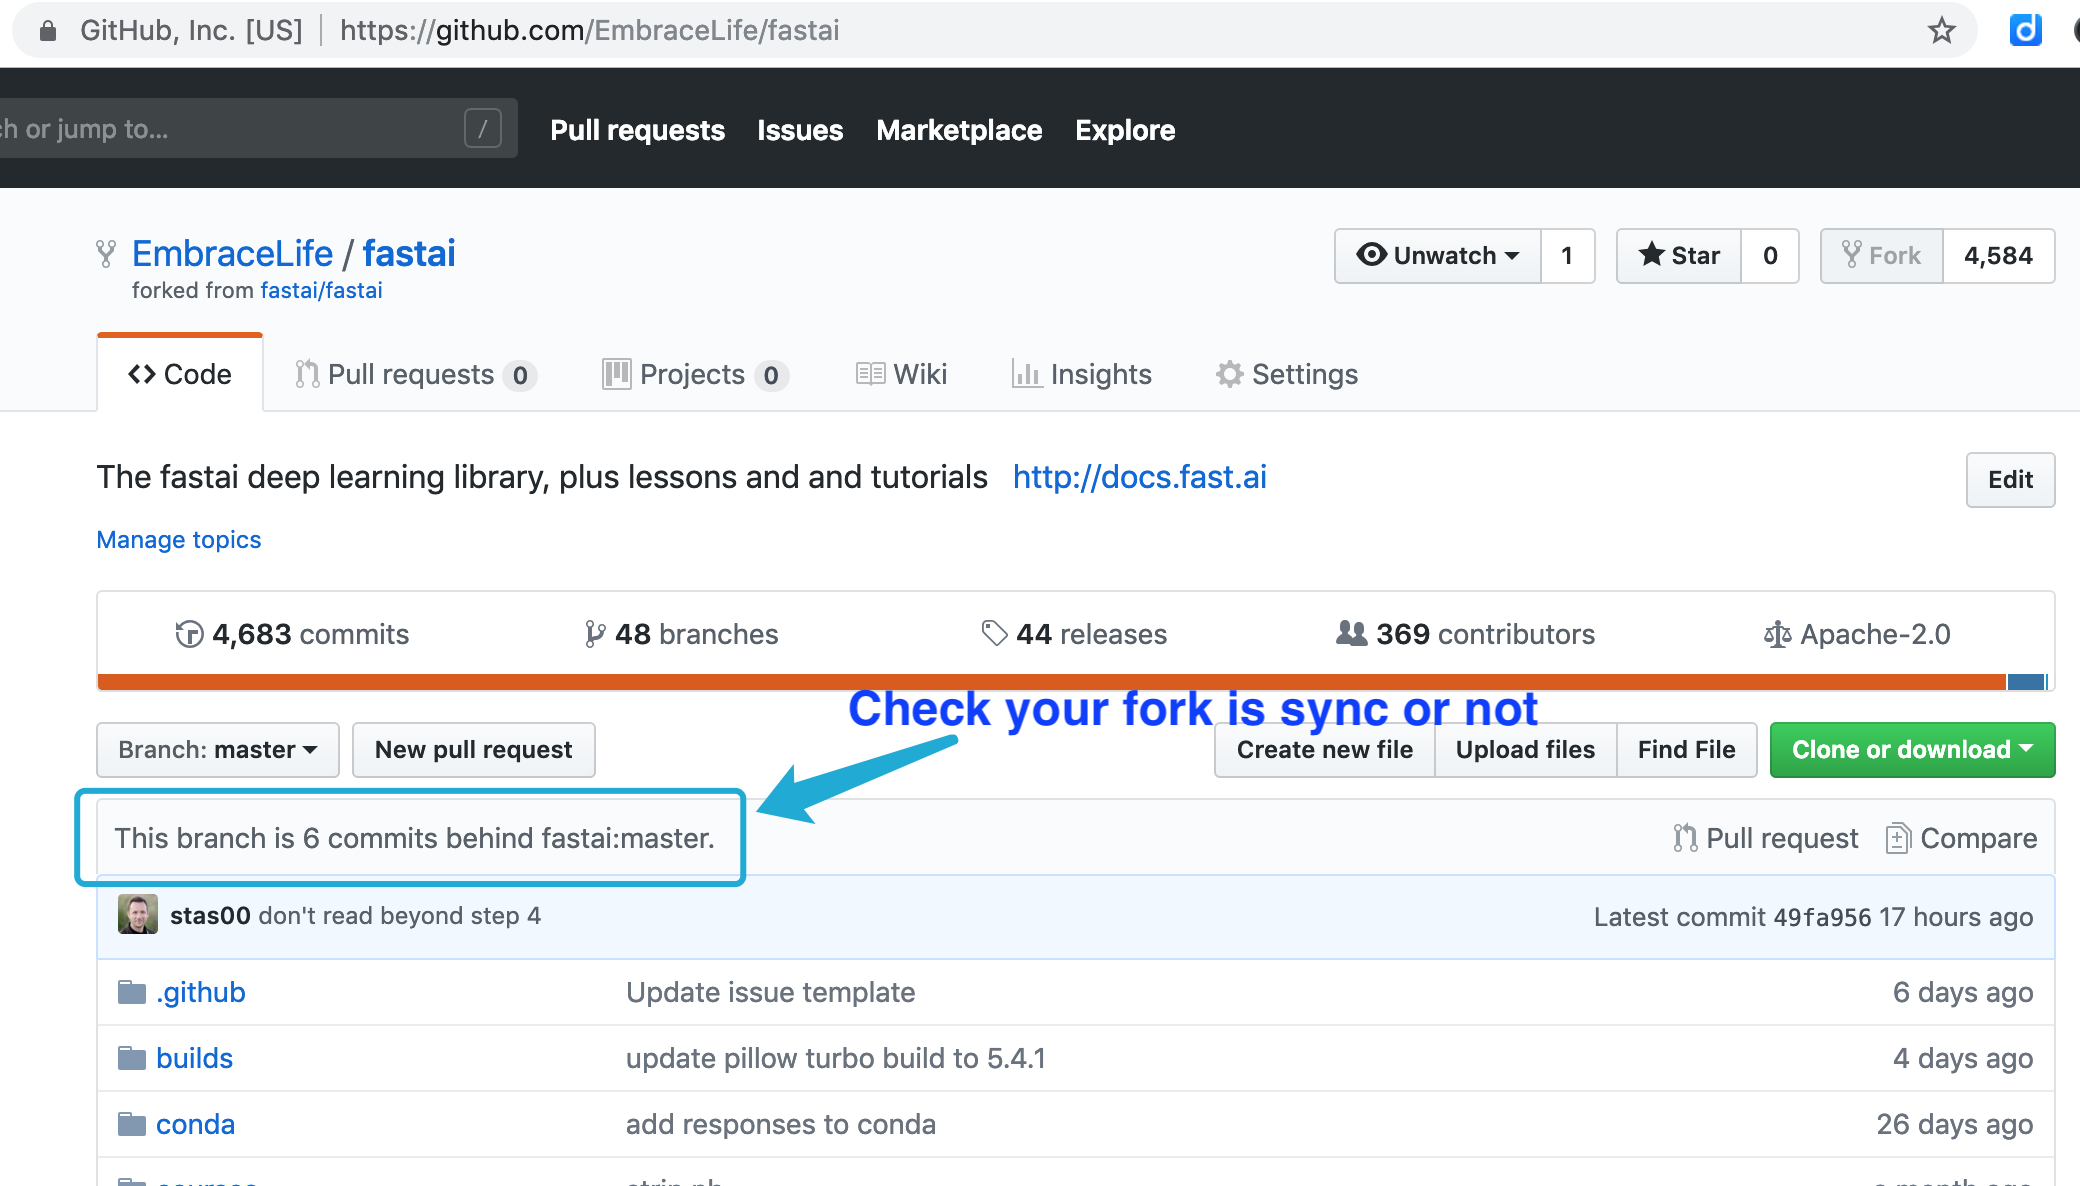 GitHub, Inc. [US] | https://github.com/EmbraceLife/fastai
h or jump to... /
Pull requests Issues Marketplace Explore
EmbraceLife / fastai
forked from fastai/fastai
Unwatch 1 Star 0 Fork 4,584
Code Pull requests 0 Projects 0 Wiki Insights Settings
The fastai deep learning library, plus lessons and and tutorials http://docs.fast.ai
Edit
Manage topics
4,683 commits 48 branches 44 releases 369 contributors Apache-2.0
Check your fork is sync or not
Branch: master New pull request Create new file Upload files Find File Clone or download
This branch is 6 commits behind fastai:master. Pull request Compare
stas00 don't read beyond step 4 Latest commit 49fa956 17 hours ago
.github Update issue template 6 days ago
builds update pillow turbo build to 5.4.1 4 days ago
conda add responses to conda 26 days ago